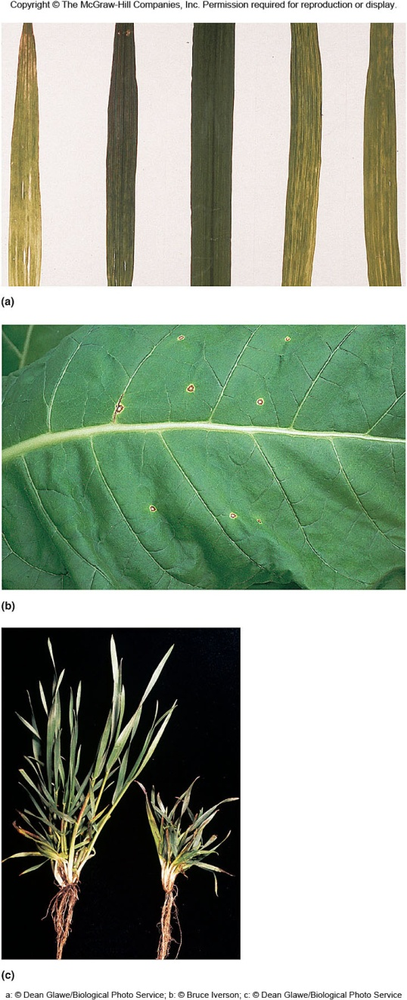 Copyright © The McGraw-Hill Companies, Inc. Permission required for reproduction or display.
(a)
(b)
(c)
a: © Dean Glawe/Biological Photo Service; b: © Bruce Iverson; c: © Dean Glawe/Biological Photo Service